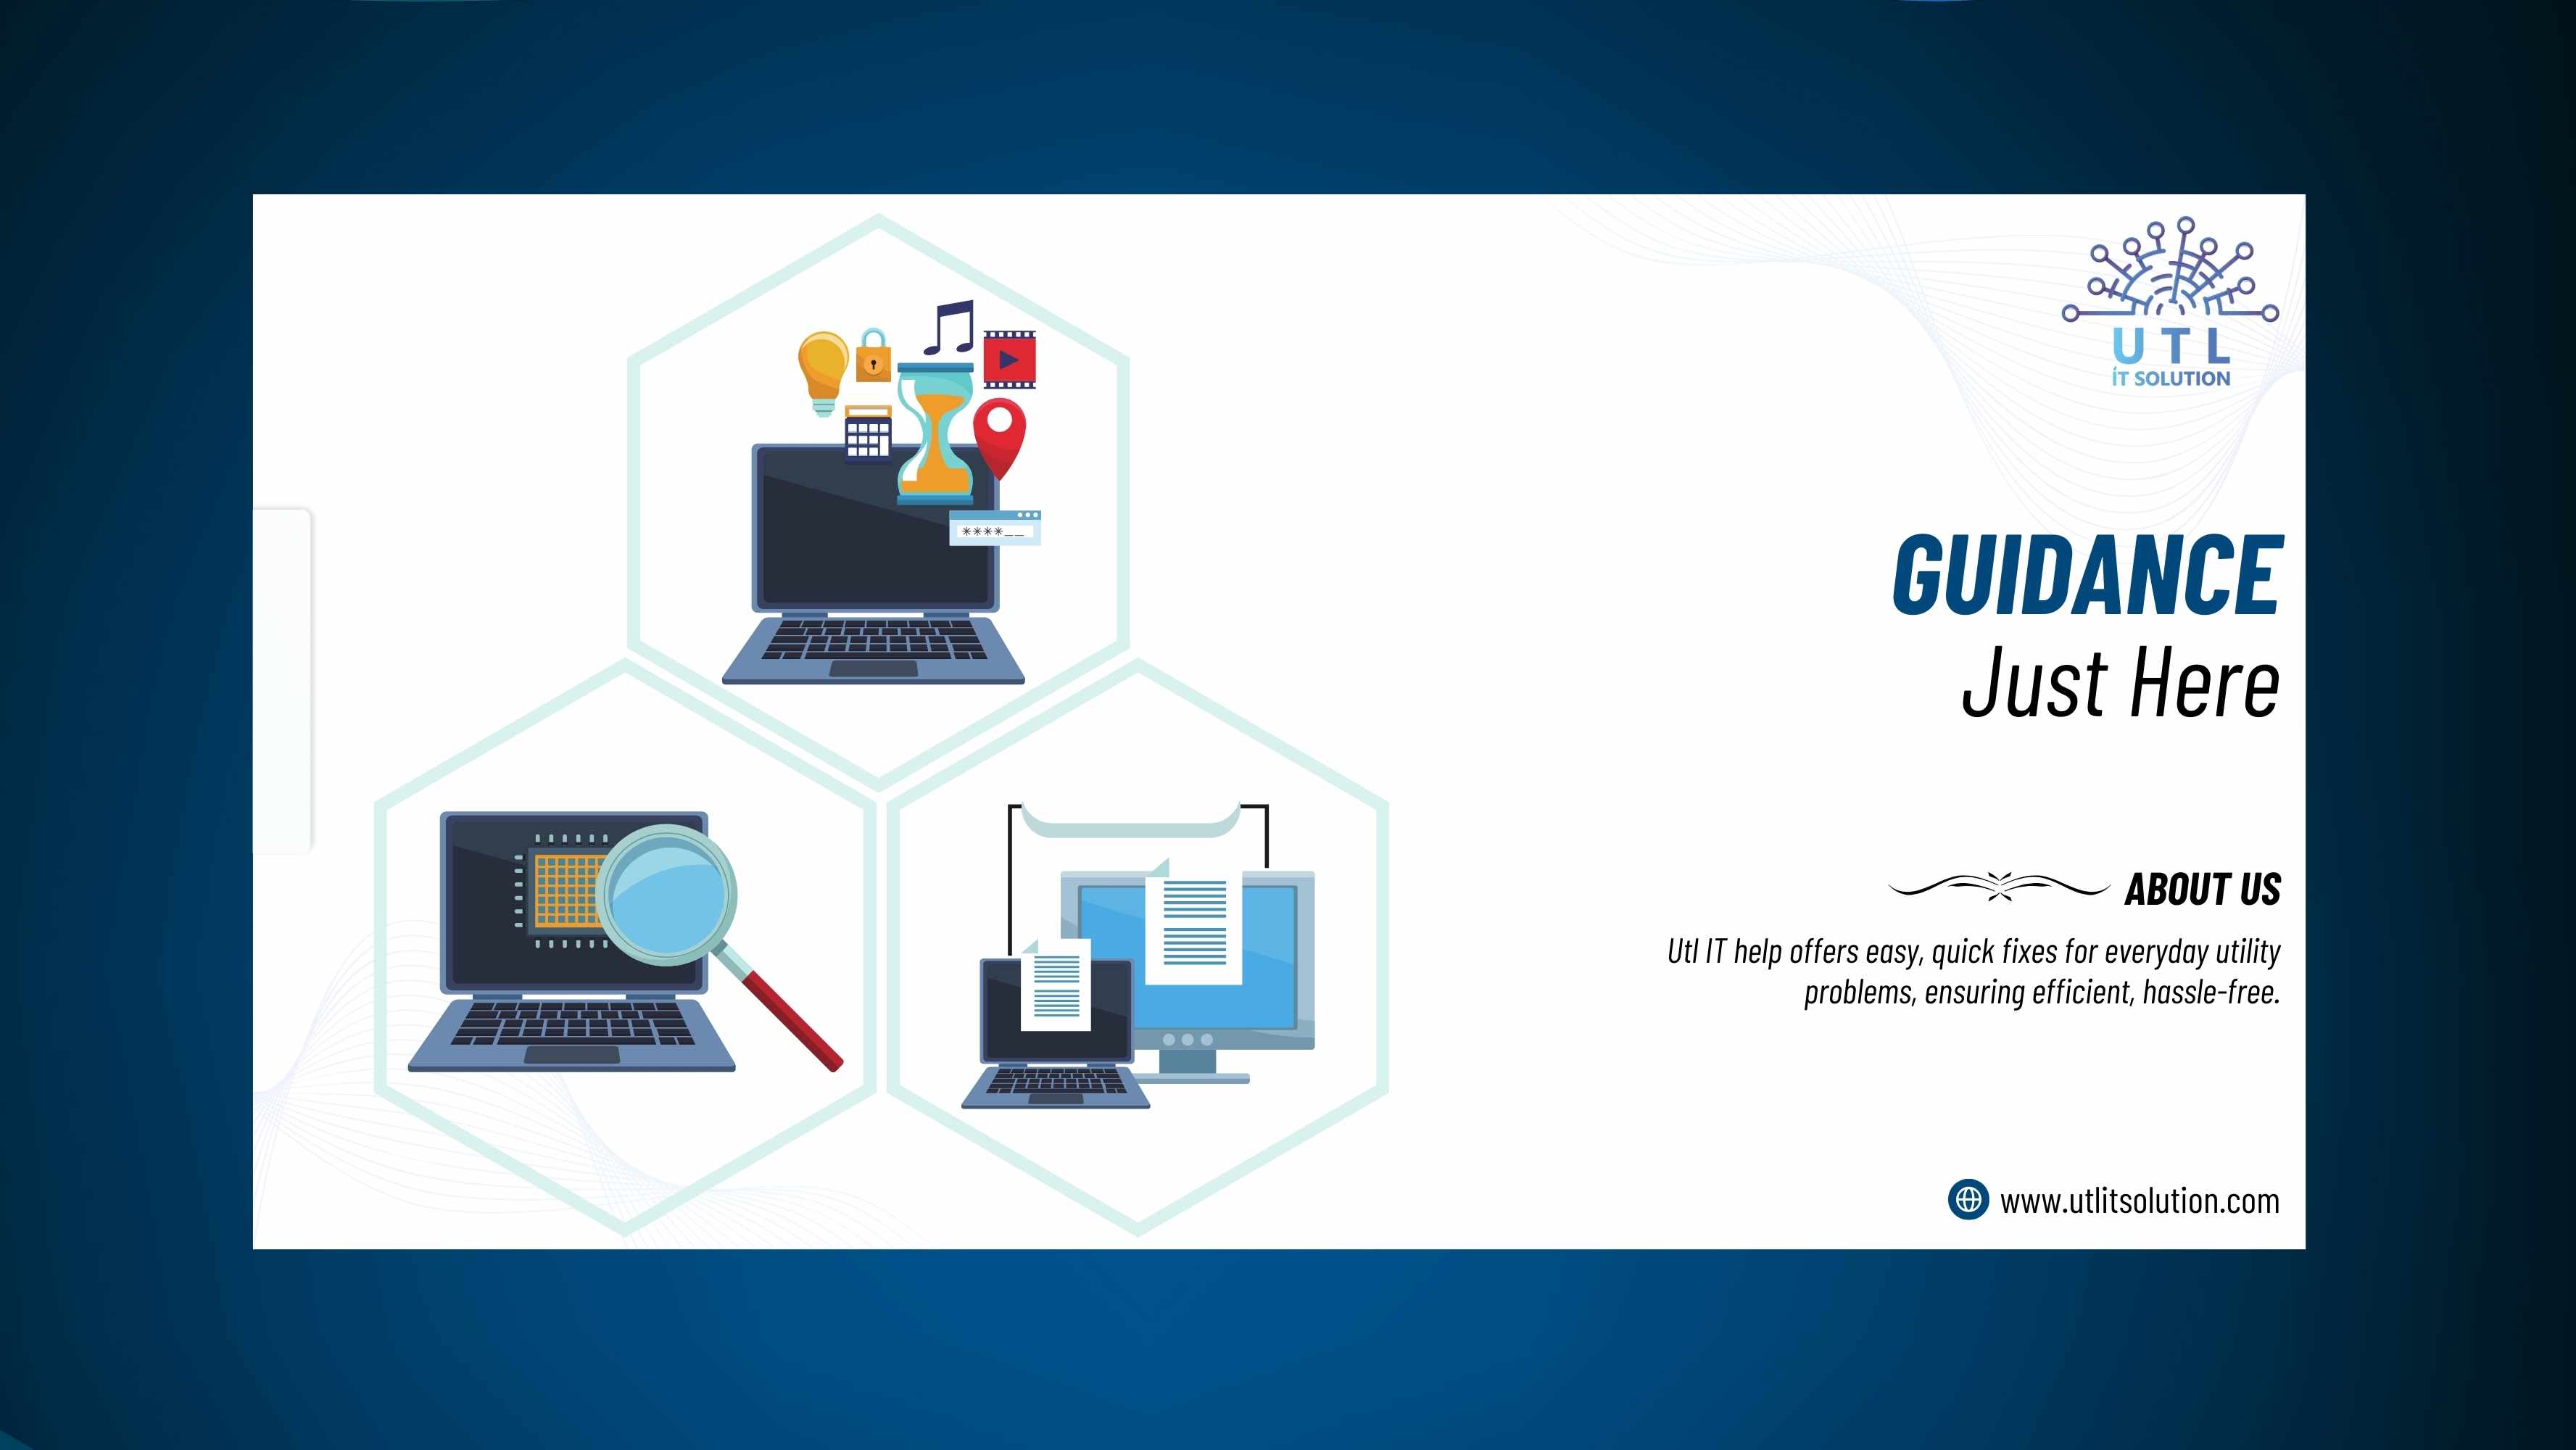 U T L
IT SOLUTION
GUIDANCE
Just Here
****__
ABOUT US
Utl IT help offers easy, quick fixes for everyday utility
problems, ensuring efficient, hassle-free.
www.utlitsolution.com